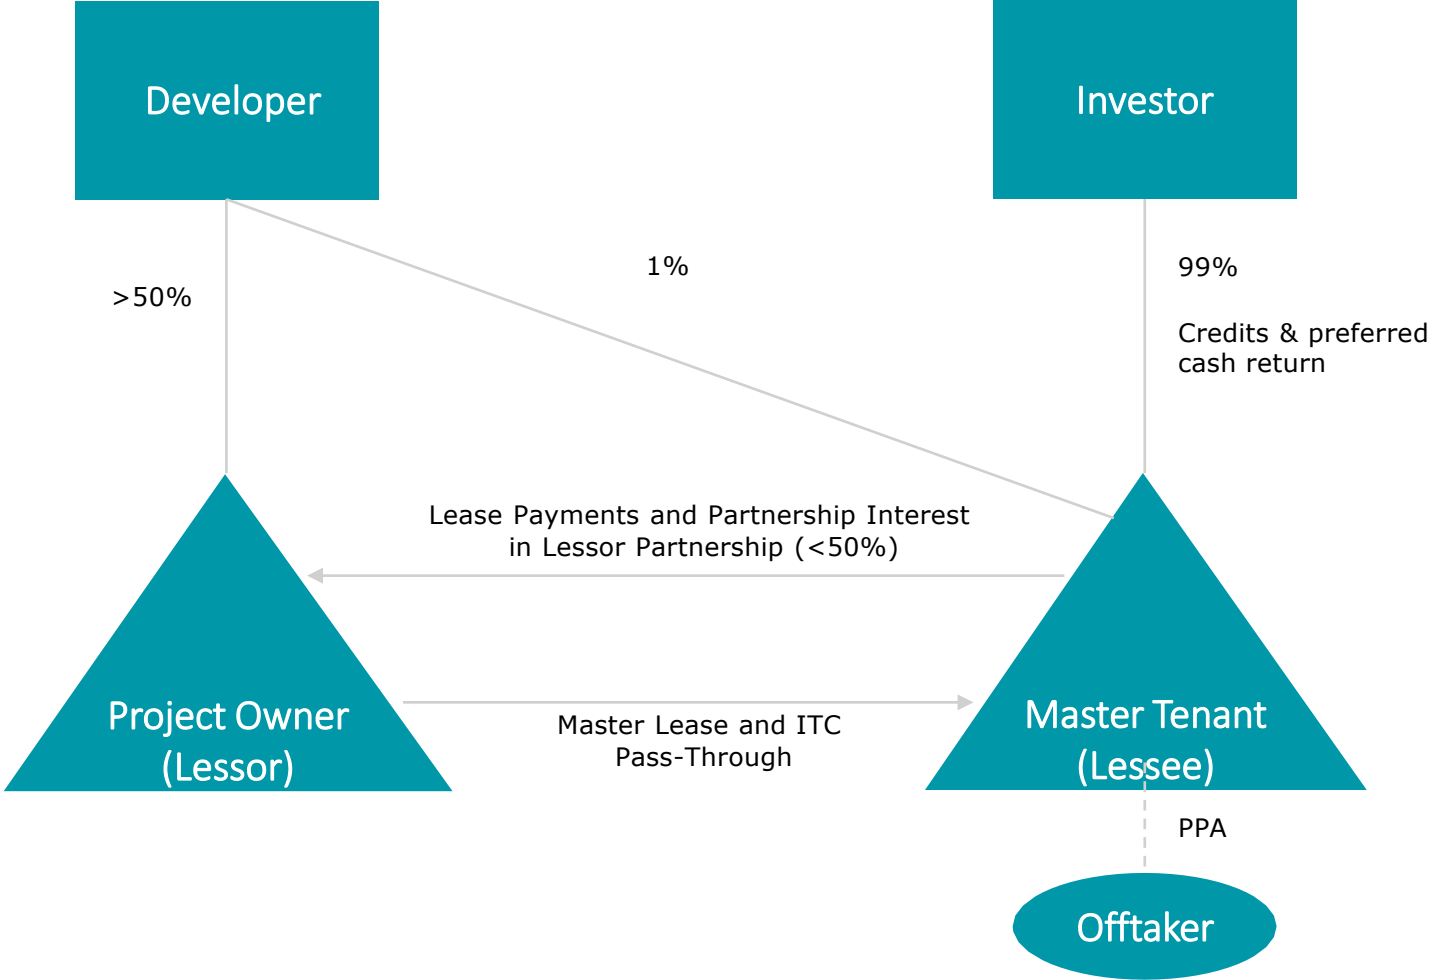 Developer
Investor
1%
99%
>50%
Credits & preferred
cash return
Lease Payments and Partnership Interest
in Lessor Partnership (<50%)
Project Owner
(Lessor)
Master Lease and ITC
Pass-Through
Master Tenant
(Lessee)
PPA
Offtaker